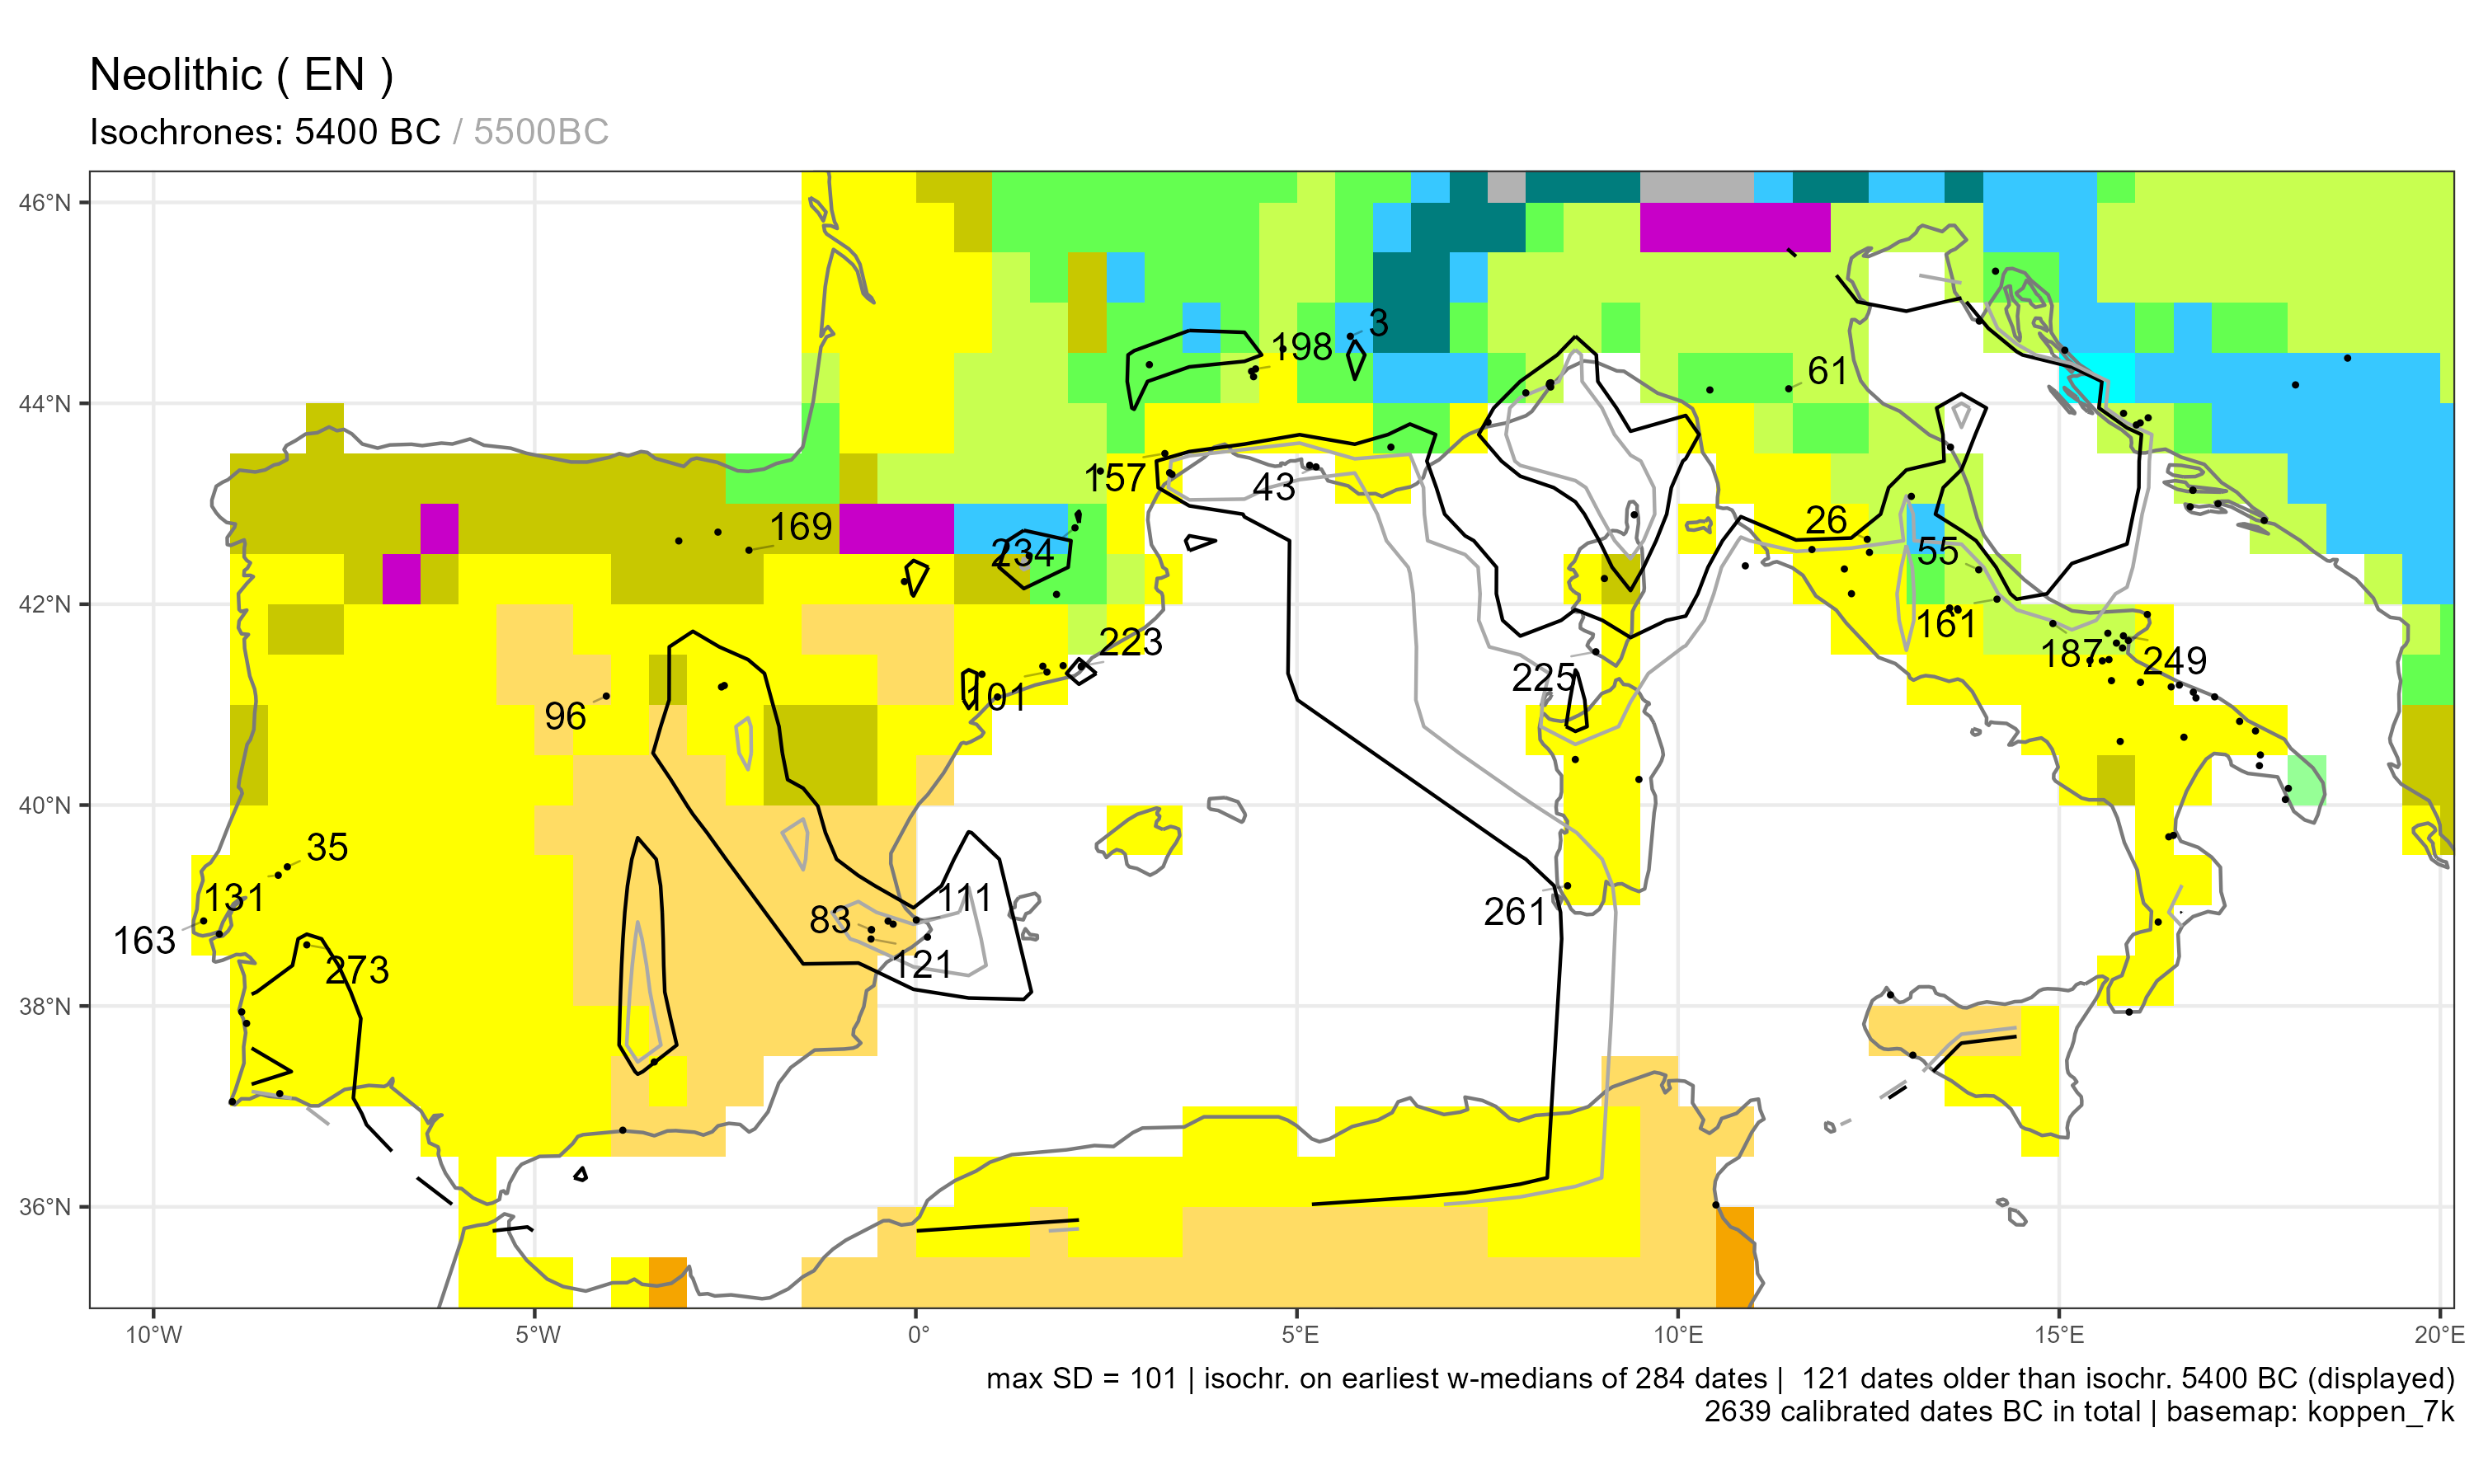 Neolithic ( EN )
Isochrones: 5400 BC / 5500BC
46°N
44°N
42°N
40°N
38°N
36°N
3
198
61
157
43
169
26
234
55
161
223
187
249
225
101
96
35
131
111
83
261
163
121
273
10°W
5°W
0°
5°E
10°E
15°E
20°E
max SD = 101 | isochr. on earliest w-medians of 284 dates |  121 dates older than isochr. 5400 BC (displayed)
2639 calibrated dates BC in total | basemap: koppen_7k